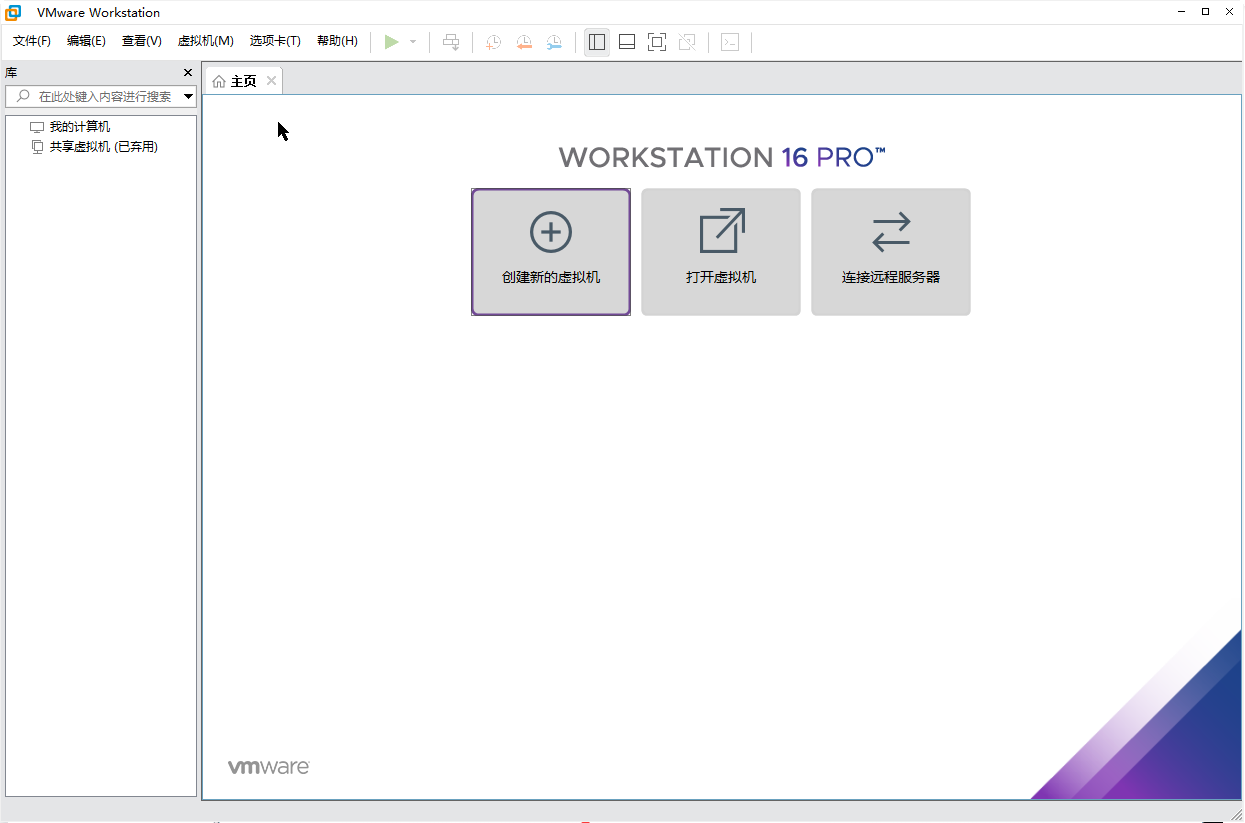 VMware Workstation
文件(F) 编辑(E) 查看(V) 虚拟机(M) 选项卡(T) 帮助(H)
库
在此处键入内容进行搜索
我的计算机
共享虚拟机 (已弃用)
主页
WORKSTATION 16 PRO™
创建新的虚拟机 打开虚拟机 连接远程服务器
vmware